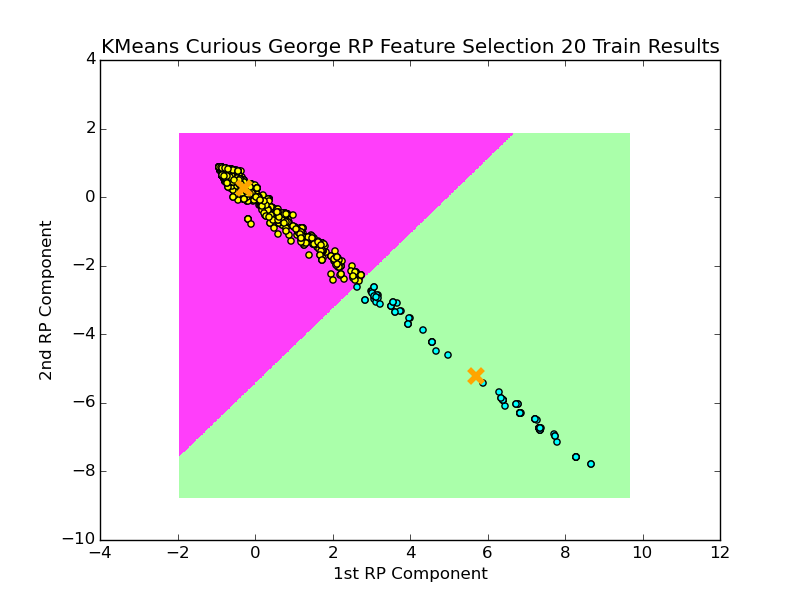 KMeans Curious George RP Feature Selection 20 Train Results
4
2
0
−2
−4
−6
−8
−10
2nd RP Component
−4 −2 0 2 4 6 8 10 12
1st RP Component